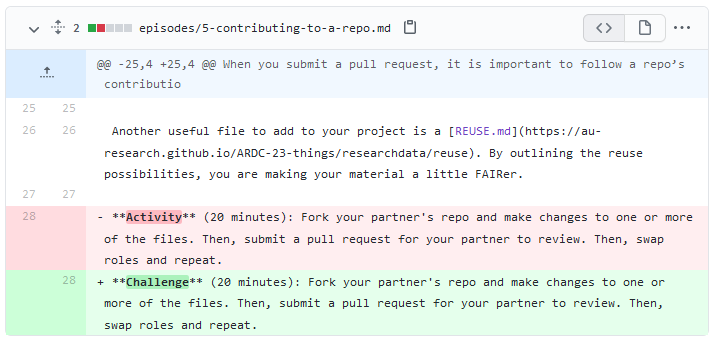 2 episodes/5-contributing-to-a-repo.md
@@ -25,4 +25,4 @@ When you submit a pull request, it is important to follow a repo’s
contributio
25 25
26 26 Another useful file to add to your project is a [REUSE.md](https://au-
research.github.io/ARDC-23-things/researchdata/reuse). By outlining the reuse
possibilities, you are making your material a little FAIRer.
27 27
28 - **Activity** (20 minutes): Fork your partner's repo and make changes to one or more
of the files. Then, submit a pull request for your partner to review. Then, swap
roles and repeat.
28 + **Challenge** (20 minutes): Fork your partner's repo and make changes to one or
more of the files. Then, submit a pull request for your partner to review. Then,
swap roles and repeat.